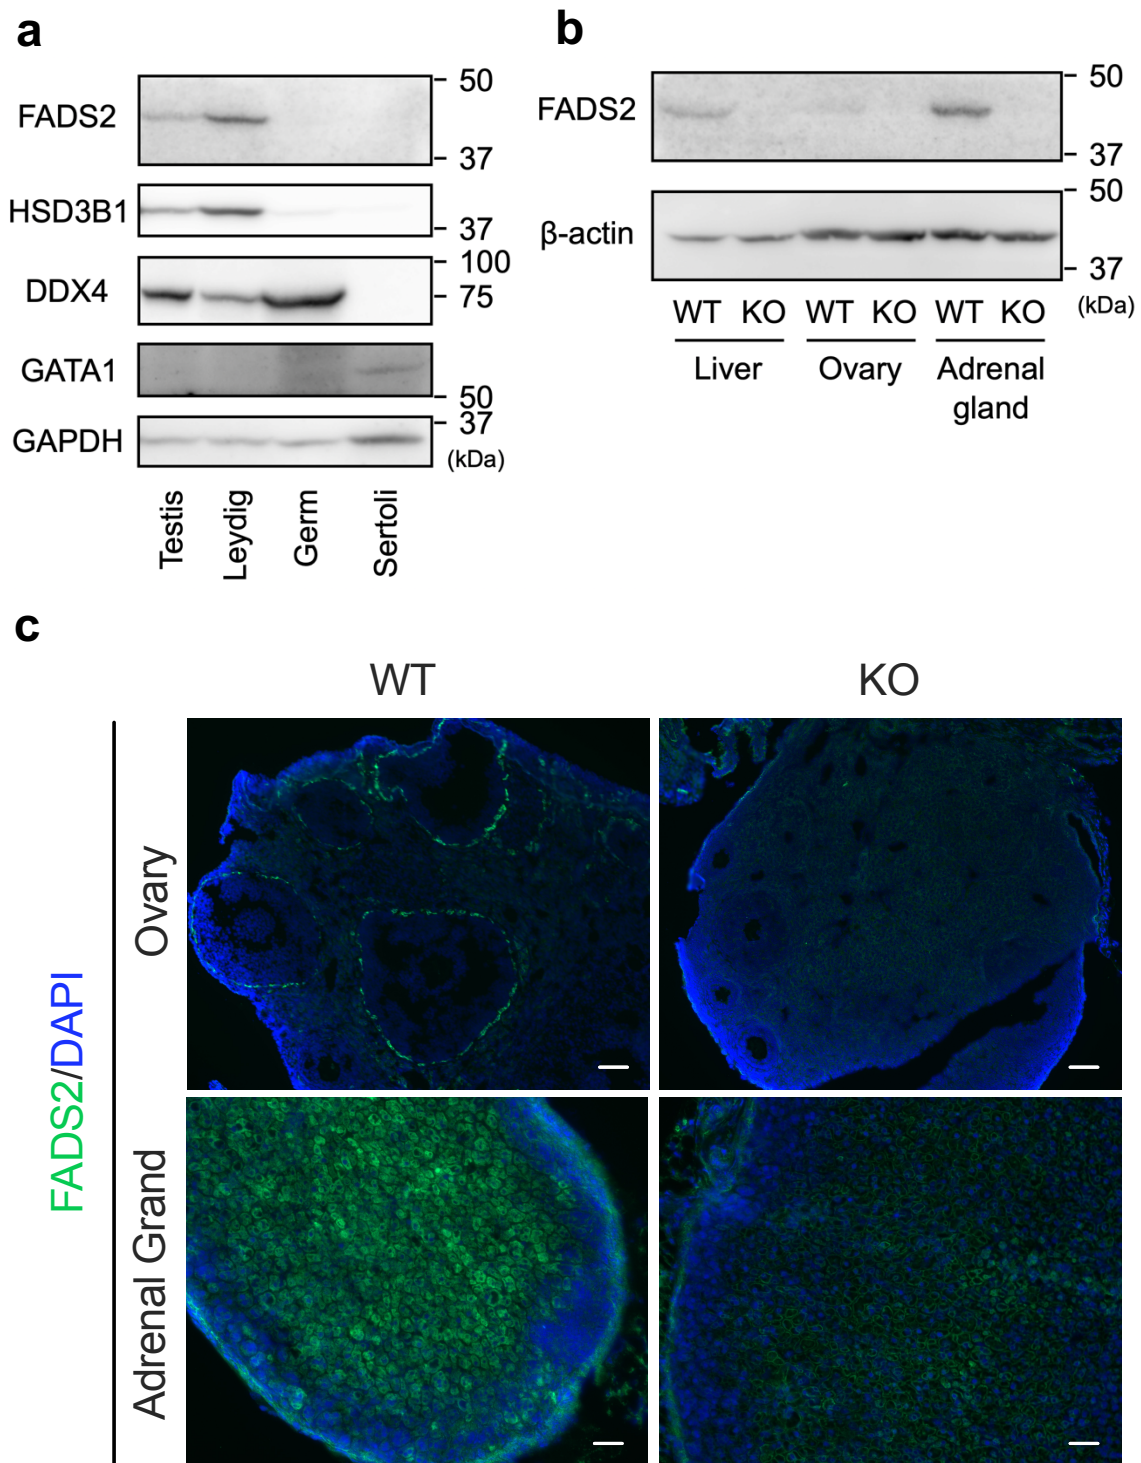 a
FADS2
50
37
HSD3B1
37
DDX4
100
75
GATA1
50
GAPDH
37
(kDa)
Testis
Leydig
Germ
Sertoli
b
FADS2
50
37
β-actin
50
37
(kDa)
WT KO WT KO WT KO
Liver Ovary Adrenal
gland
c
WT KO
FADS2/DAPI
Ovary
Adrenal Grand